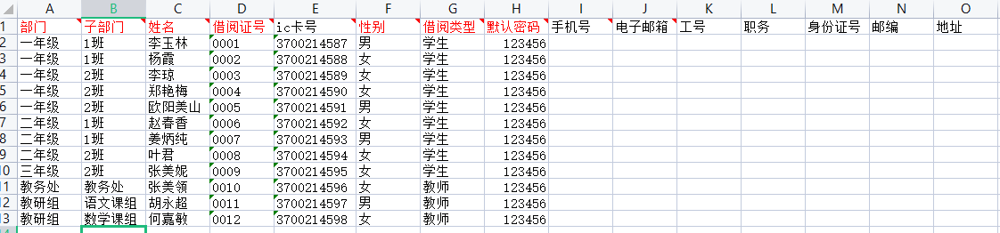 A B C D E F G H I J K L M N O
1 部门 子部门 姓名 借阅证号 ic卡号 性别 借阅类型 默认密码 手机号 电子邮箱 工号 职务 身份证号 邮编 地址
2 一年级 1班 李玉林 0001 3700214587 男 学生 123456
3 一年级 1班 杨霞 0002 3700214588 女 学生 123456
4 一年级 2班 李琼 0003 3700214589 女 学生 123456
5 一年级 2班 郑艳梅 0004 3700214590 女 学生 123456
6 一年级 2班 欧阳美山 0005 3700214591 男 学生 123456
7 二年级 1班 赵春香 0006 3700214592 女 学生 123456
8 二年级 1班 姜炳纯 0007 3700214593 男 学生 123456
9 二年级 2班 叶君 0008 3700214594 女 学生 123456
10 三年级 2班 张美妮 0009 3700214595 女 学生 123456
11 教务处 教务处 张美领 0010 3700214596 女 教师 123456
12 教研组 语文课组 胡永超 0011 3700214597 男 教师 123456
13 教研组 数学课组 何嘉敏 0012 3700214598 女 教师 123456